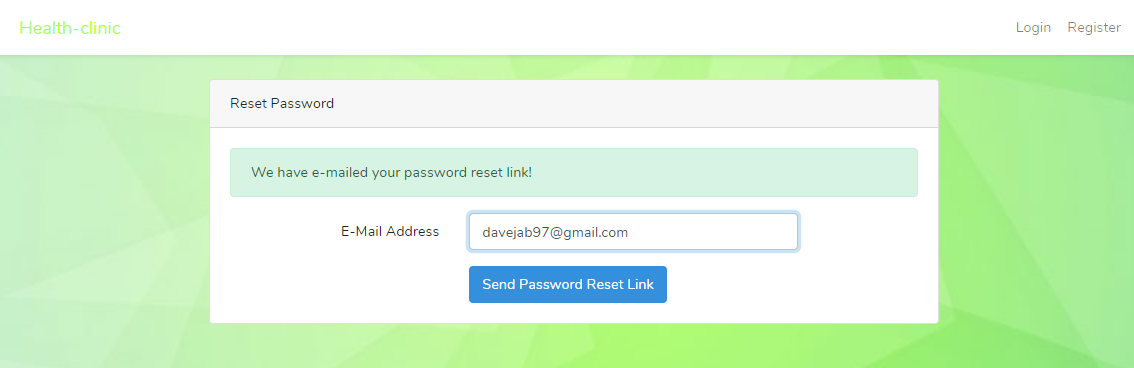 Health-clinic
Login Register
Reset Password
We have e-mailed your password reset link!
E-Mail Address davejab97@gmail.com
Send Password Reset Link